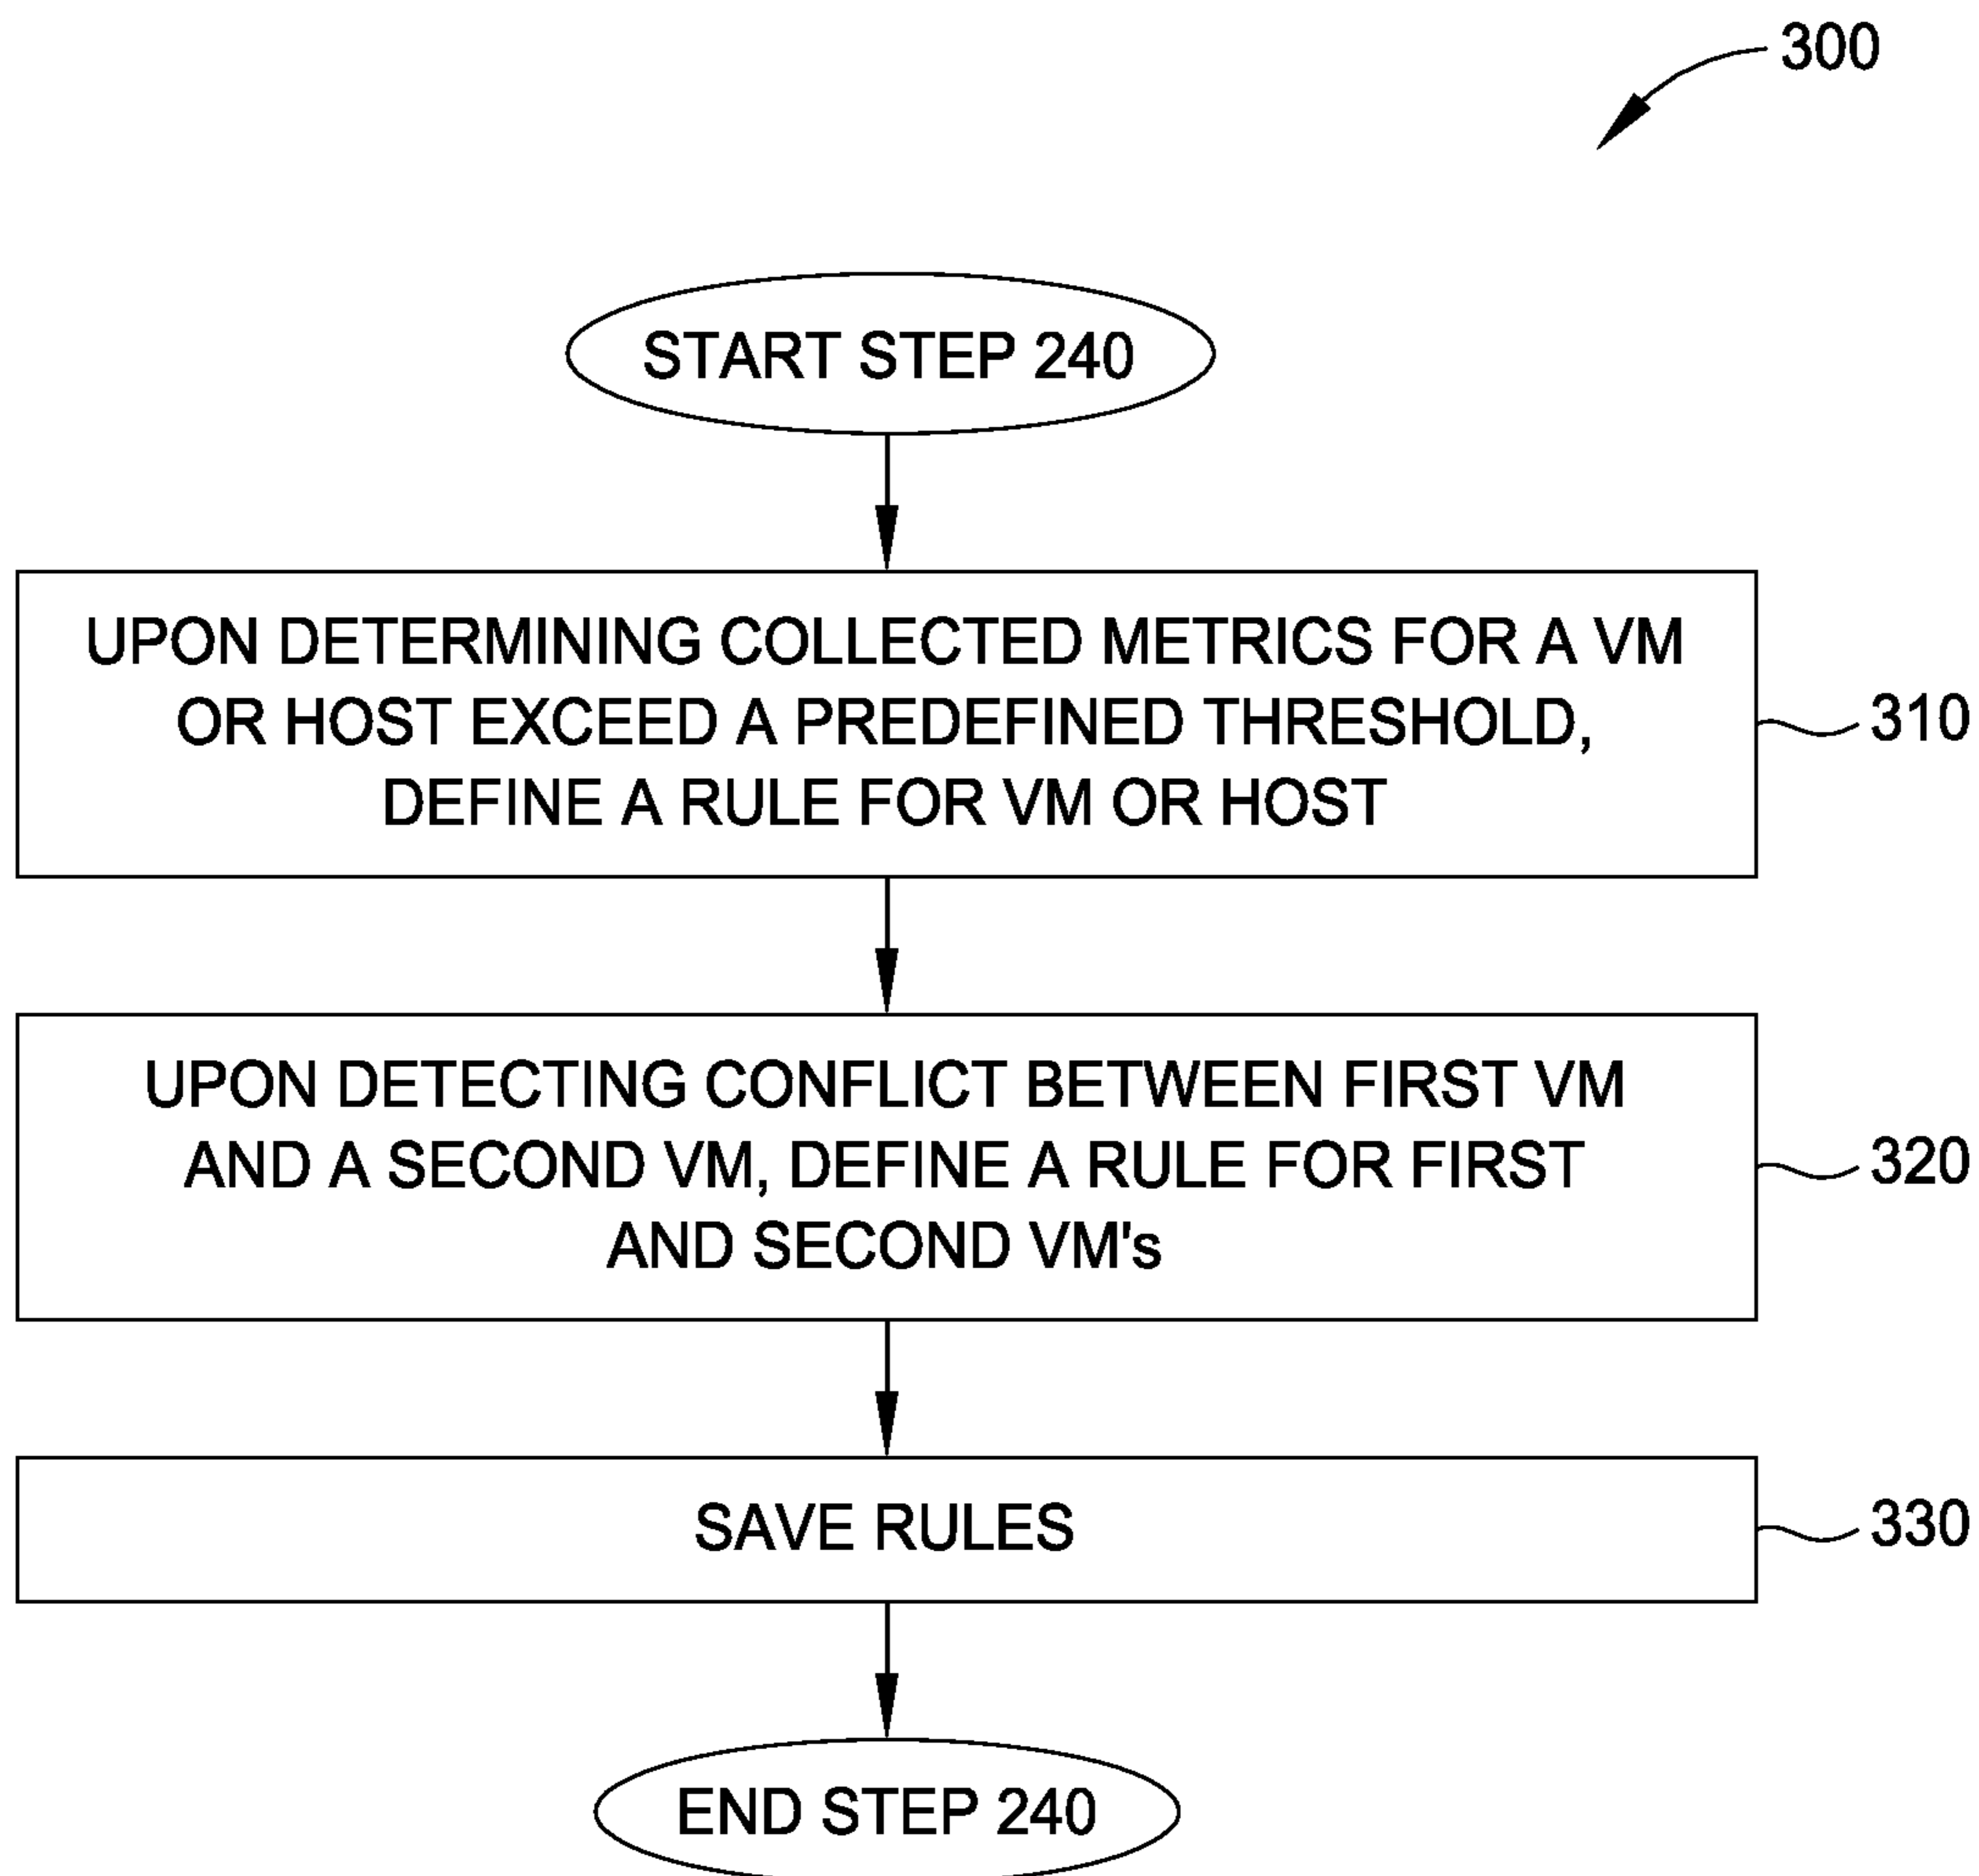 300
START STEP 240
UPON DETERMINING COLLECTED METRICS FOR A VM
OR HOST EXCEED A PREDEFINED THRESHOLD,
DEFINE A RULE FOR VM OR HOST
310
UPON DETECTING CONFLICT BETWEEN FIRST VM
AND A SECOND VM, DEFINE A RULE FOR FIRST
AND SECOND VM's
320
SAVE RULES
330
END STEP 240